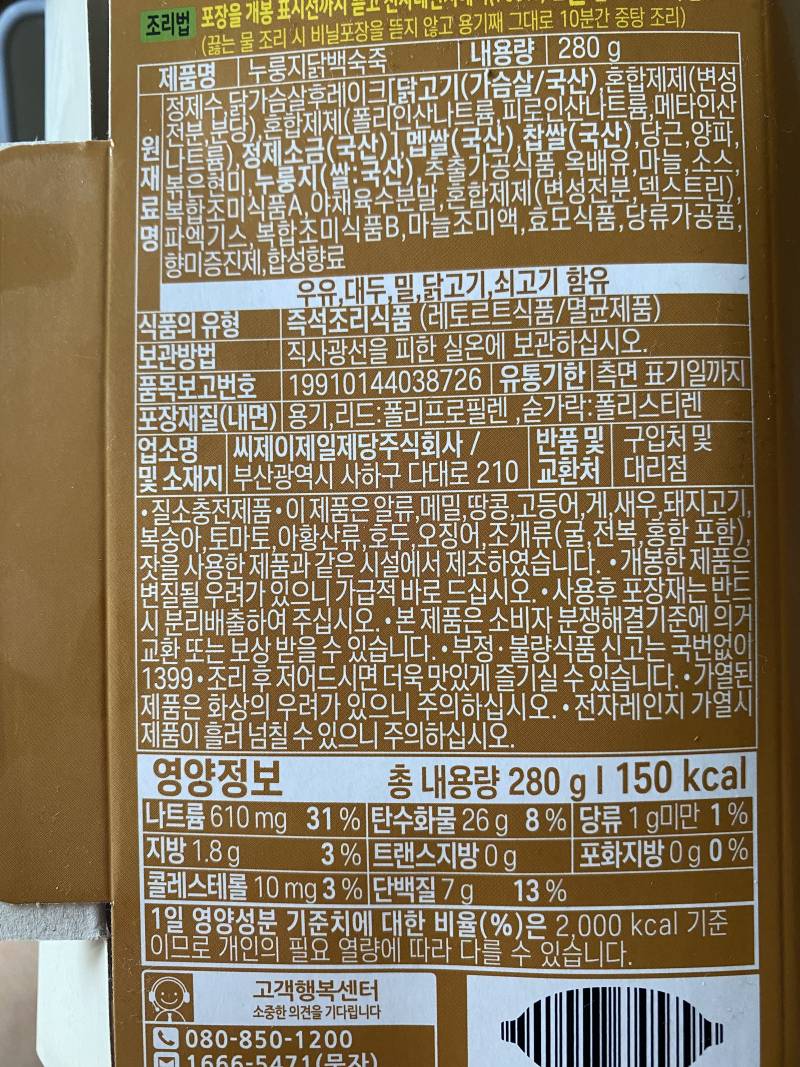 조리법 포장을 개봉 표시선까지 뜯고
(끓는 물 조리 시 비닐포장을 뜯지 않고 용기째 그대로 10분간 중탕 조리)
제품명 누룽지닭백숙죽 내용량 280 g
원재료명 정제수,닭가슴살후레이크[닭고기(가슴살/국산),혼합제제(변성
전분,부당),혼합제제(폴리인산나트륨,피로인산나트륨,메타인산
나트륨),정제소금(국산)],멥쌀(국산),찹쌀(국산),당근,양파,
볶은현미,누룽지(쌀:국산),추출가공식품,옥배유,마늘,소스,
복합조미식품A,야채육수분말,혼합제제(변성전분,덱스트린),
파엑기스,복합조미식품B,마늘조미액,효모식품,당류가공품,
향미증진제,합성향료
우유,대두,밀,닭고기,쇠고기 함유
식품의 유형 즉석조리식품 (레토르트식품/멸균제품)
보관방법 직사광선을 피한 실온에 보관하십시오.
품목보고번호 19910144038726 유통기한 측면 표기일까지
포장재질(내면) 용기,리드:폴리프로필렌 ,숟가락:폴리스티렌
업소명 및 소재지 씨제이제일제당주식회사 / 반품 및 교환처 구입처 및
부산광역시 사하구 다대로 210 대리점
•질소충전제품•이 제품은 알류,메밀,땅콩,고등어,게,새우,돼지고기,
복숭아,토마토,아황산류,호두,오징어,조개류(굴,전복,홍합 포함),
잣을 사용한 제품과 같은 시설에서 제조하였습니다. •개봉한 제품은
변질될 우려가 있으니 가급적 바로 드십시오.•사용후 포장재는 반드
시 분리배출하여 주십시오.•본 제품은 소비자 분쟁해결기준에 의거
교환 또는 보상 받을 수 있습니다. •부정·불량식품 신고는 국번없이
1399•조리 후 저어드시면 더욱 맛있게 즐기실 수 있습니다.•가열된
제품은 화상의 우려가 있으니 주의하십시오.•전자레인지 가열시
제품이 흘러 넘칠 수 있으니 주의하십시오.
영양정보 총 내용량 280 g | 150 kcal
나트륨 610 mg 31 % 탄수화물 26 g 8 % 당류 1 g미만 1 %
지방 1.8 g 3 % 트랜스지방 0 g 포화지방 0 g 0 %
콜레스테롤 10 mg 3 % 단백질 7 g 13 %
1일 영양성분 기준치에 대한 비율(%)은 2,000 kcal 기준
이므로 개인의 필요 열량에 따라 다를 수 있습니다.
고객행복센터
소중한 의견을 기다립니다
080-850-1200
1666-5471(문자)